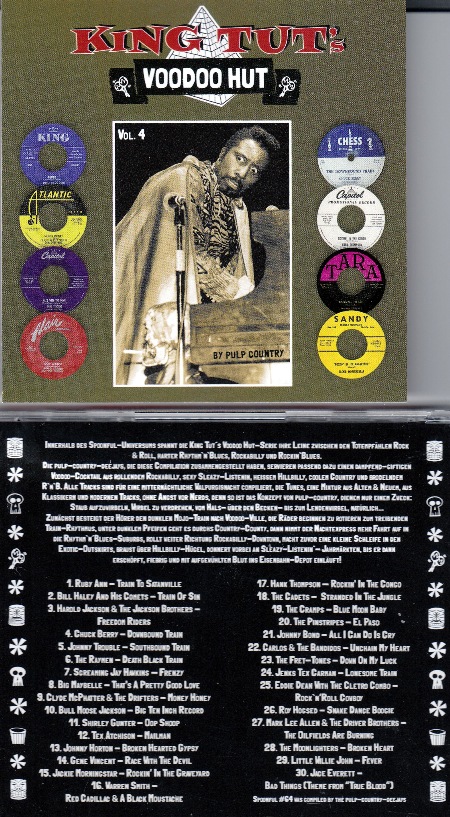 KING TUT's
VOODOO HUT
VOL. 4
KING
ATLANTIC
Capitol
Flair
CHESS
THE DOWNBOUND TRAIN
CHUCK BERRY
Capitol
TARA
SANDY
BY PULP COUNTRY
Innerhalb des Spoonful-Universums spannt die King Tut's Voodoo Hut-Serie ihre Leine zwischen den Totempfählen Rock
& Roll, harter Rhythm'n'Blues, Rockabilly und Rockin'Blues.
Die pulp-country-deejays, die diese Compilation zusammengestellt haben, servieren passend dazu einen dampfend-giftigen
Voodoo-Cocktail aus rollenden Rockabilly, sexy Sleazy-Listenin, heissem Hillbilly, coolen Country und brodelnden
R'n'B. Alle Tracks sind für eine mitternächtliche Walpurgisnacht compiliert, die Tunes, eine Mixtur aus Alten & Neuen, aus
Klassikern und modernen Tracks, ohne Angst vor Nerds, denn so ist das Konzept von pulp-country, dienen nur einen Zweck:
Staub aufzuwirbeln, Wirbel zu verdrehen, vom Hals- über den Becken- bis zum Lendenwirbel, natürlich...
Zunächst besteigt der Hörer den dunklen Mojo-Train nach Voodoo-Ville, die Räder beginnen zu rotieren zum treibenden
Train-Rhythmus, unter dunklen Pfeifen geht es durchs Country-County, dann nimmt der Nachtexpress mehr Fahrt auf in
die Rhythm'n'Blues-Suburbs, rollt weiter Richtung Rockabilly-Downtown, macht zuvor eine kleine Schleife in den
Exotic-Outskirts, braust über Hillbilly-Hügel, donnert vorbei an Sleazy-Listenin'-Jahrmärkten, bis er dann
erschöpft, fiebrig und mit aufgewühlten Blut ins Eisenbahn-Depot einläuft!
1. Ruby Ann – Train To Satanville
2. Bill Haley And His Comets – Train Of Sin
3. Harold Jackson & The Jackson Brothers –
Freedom Riders
4. Chuck Berry – Downbound Train
5. Johnny Trouble – Southbound Train
6. The Raymen – Death Black Train
7. Screaming Jay Hawkins – Frenzy
8. Big Maybelle – That's A Pretty Good Love
9. Clyde McPhatter & The Drifters – Money Honey
10. Bull Moose Jackson – Big Ten Inch Record
11. Shirley Gunter – Oop Shoop
12. Tex Atchison – Mailman
13. Johnny Horton – Broken Hearted Gypsy
14. Gene Vincent – Race With The Devil
15. Jackie Morningstar – Rockin' In The Graveyard
16. Warren Smith –
Red Cadillac & A Black Moustache
17. Hank Thompson – Rockin' In The Congo
18. The Cadets – Stranded In The Jungle
19. The Cramps – Blue Moon Baby
20. The Pinstripes – El Paso
21. Johnny Bond – All I Can Do Is Cry
22. Carlos & The Bandidos – Unchain My Heart
23. The Fret-Tones – Down On My Luck
24. Jenks Tex Carman – Lonesome Train
25. Eddie Dean With The Cletro Combo –
Rock'n'Roll Cowboy
26. Roy Hogsed – Snake Dance Boogie
27. Mark Lee Allen & The Driver Brothers –
The Oilfields Are Burning
28. The Moonlighters – Broken Heart
29. Little Willie John – Fever
30. Jace Everett –
Bad Things (Theme from "True Blood")
Spoonful #64 was compiled by the pulp-country-deejays